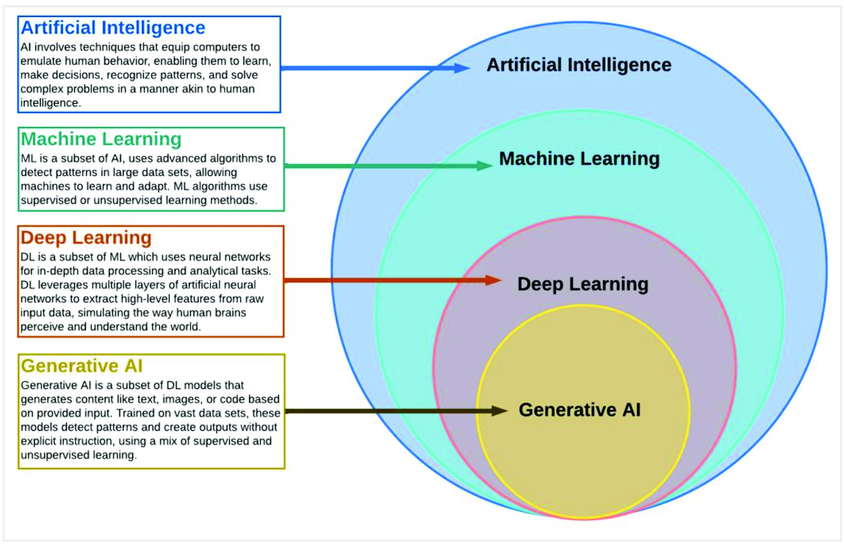 Artificial Intelligence
AI involves techniques that equip computers to
emulate human behavior, enabling them to learn,
make decisions, recognize patterns, and solve
complex problems in a manner akin to human
intelligence.
Machine Learning
ML is a subset of AI, uses advanced algorithms to
detect patterns in large data sets, allowing
machines to learn and adapt. ML algorithms use
supervised or unsupervised learning methods.
Deep Learning
DL is a subset of ML which uses neural networks
for in-depth data processing and analytical tasks.
DL leverages multiple layers of artificial neural
networks to extract high-level features from raw
input data, simulating the way human brains
perceive and understand the world.
Generative AI
Generative AI is a subset of DL models that
generates content like text, images, or code based
on provided input. Trained on vast data sets, these
models detect patterns and create outputs without
explicit instruction, using a mix of supervised and
unsupervised learning.
Artificial Intelligence
Machine Learning
Deep Learning
Generative AI